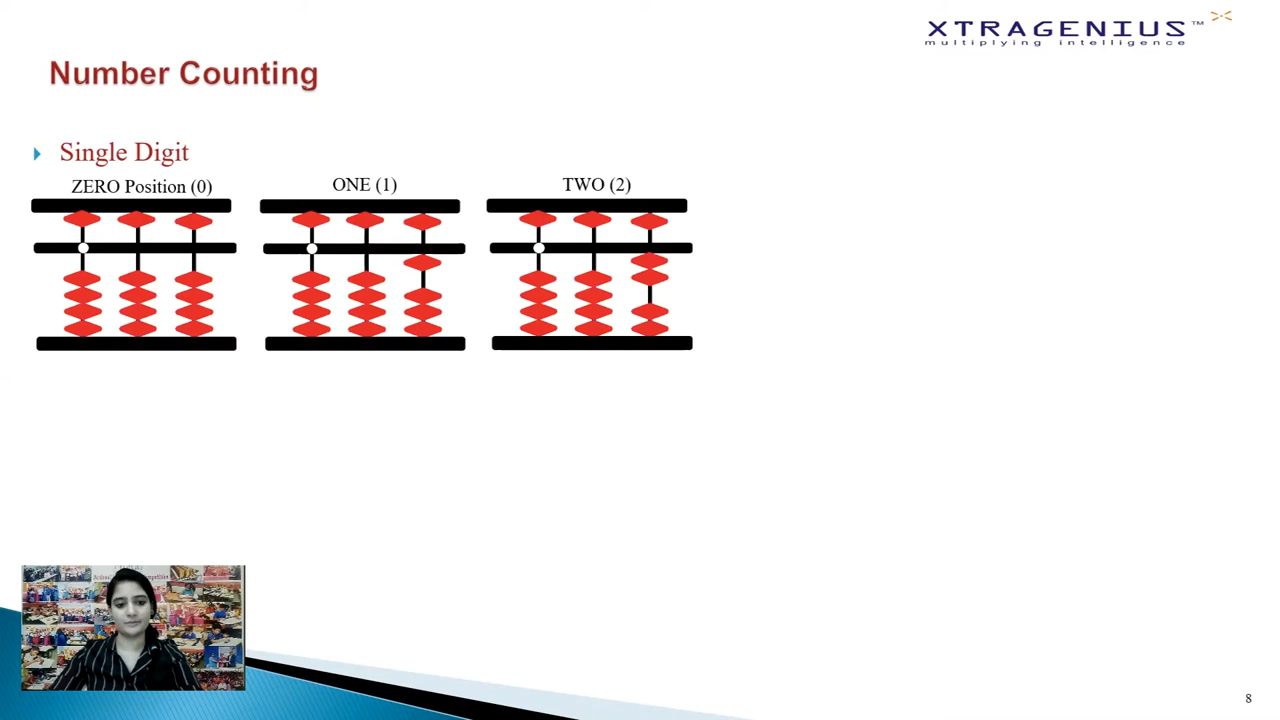 XTRAGENIUS™
multiplying intelligence
Number Counting
Single Digit
ZERO Position (0)
ONE (1)
TWO (2)
8